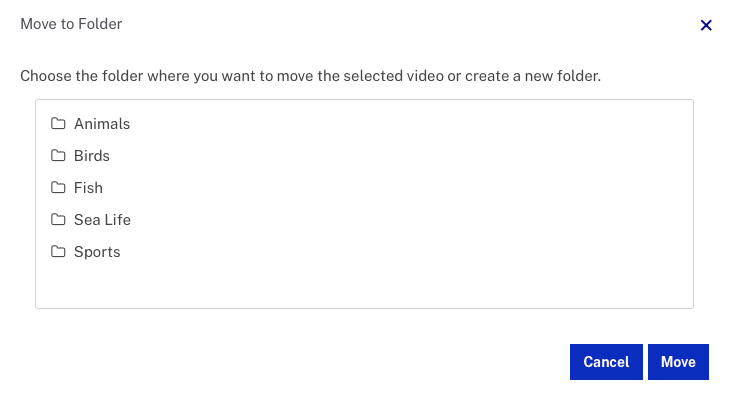 Move to Folder
Choose the folder where you want to move the selected video or create a new folder.
Animals
Birds
Fish
Sea Life
Sports
Cancel Move